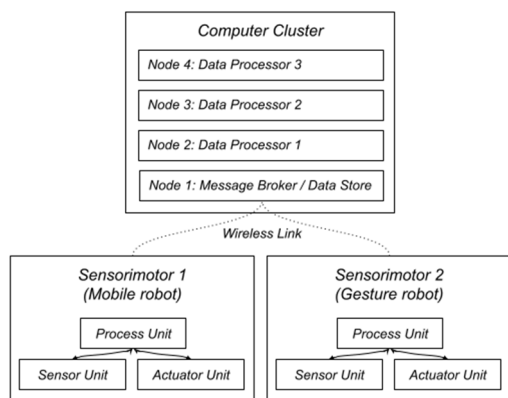 Computer Cluster
Node 4: Data Processor 3
Node 3: Data Processor 2
Node 2: Data Processor 1
Node 1: Message Broker / Data Store
Wireless Link
Sensorimotor 1
(Mobile robot)
Process Unit
Sensor Unit
Actuator Unit
Sensorimotor 2
(Gesture robot)
Process Unit
Sensor Unit
Actuator Unit